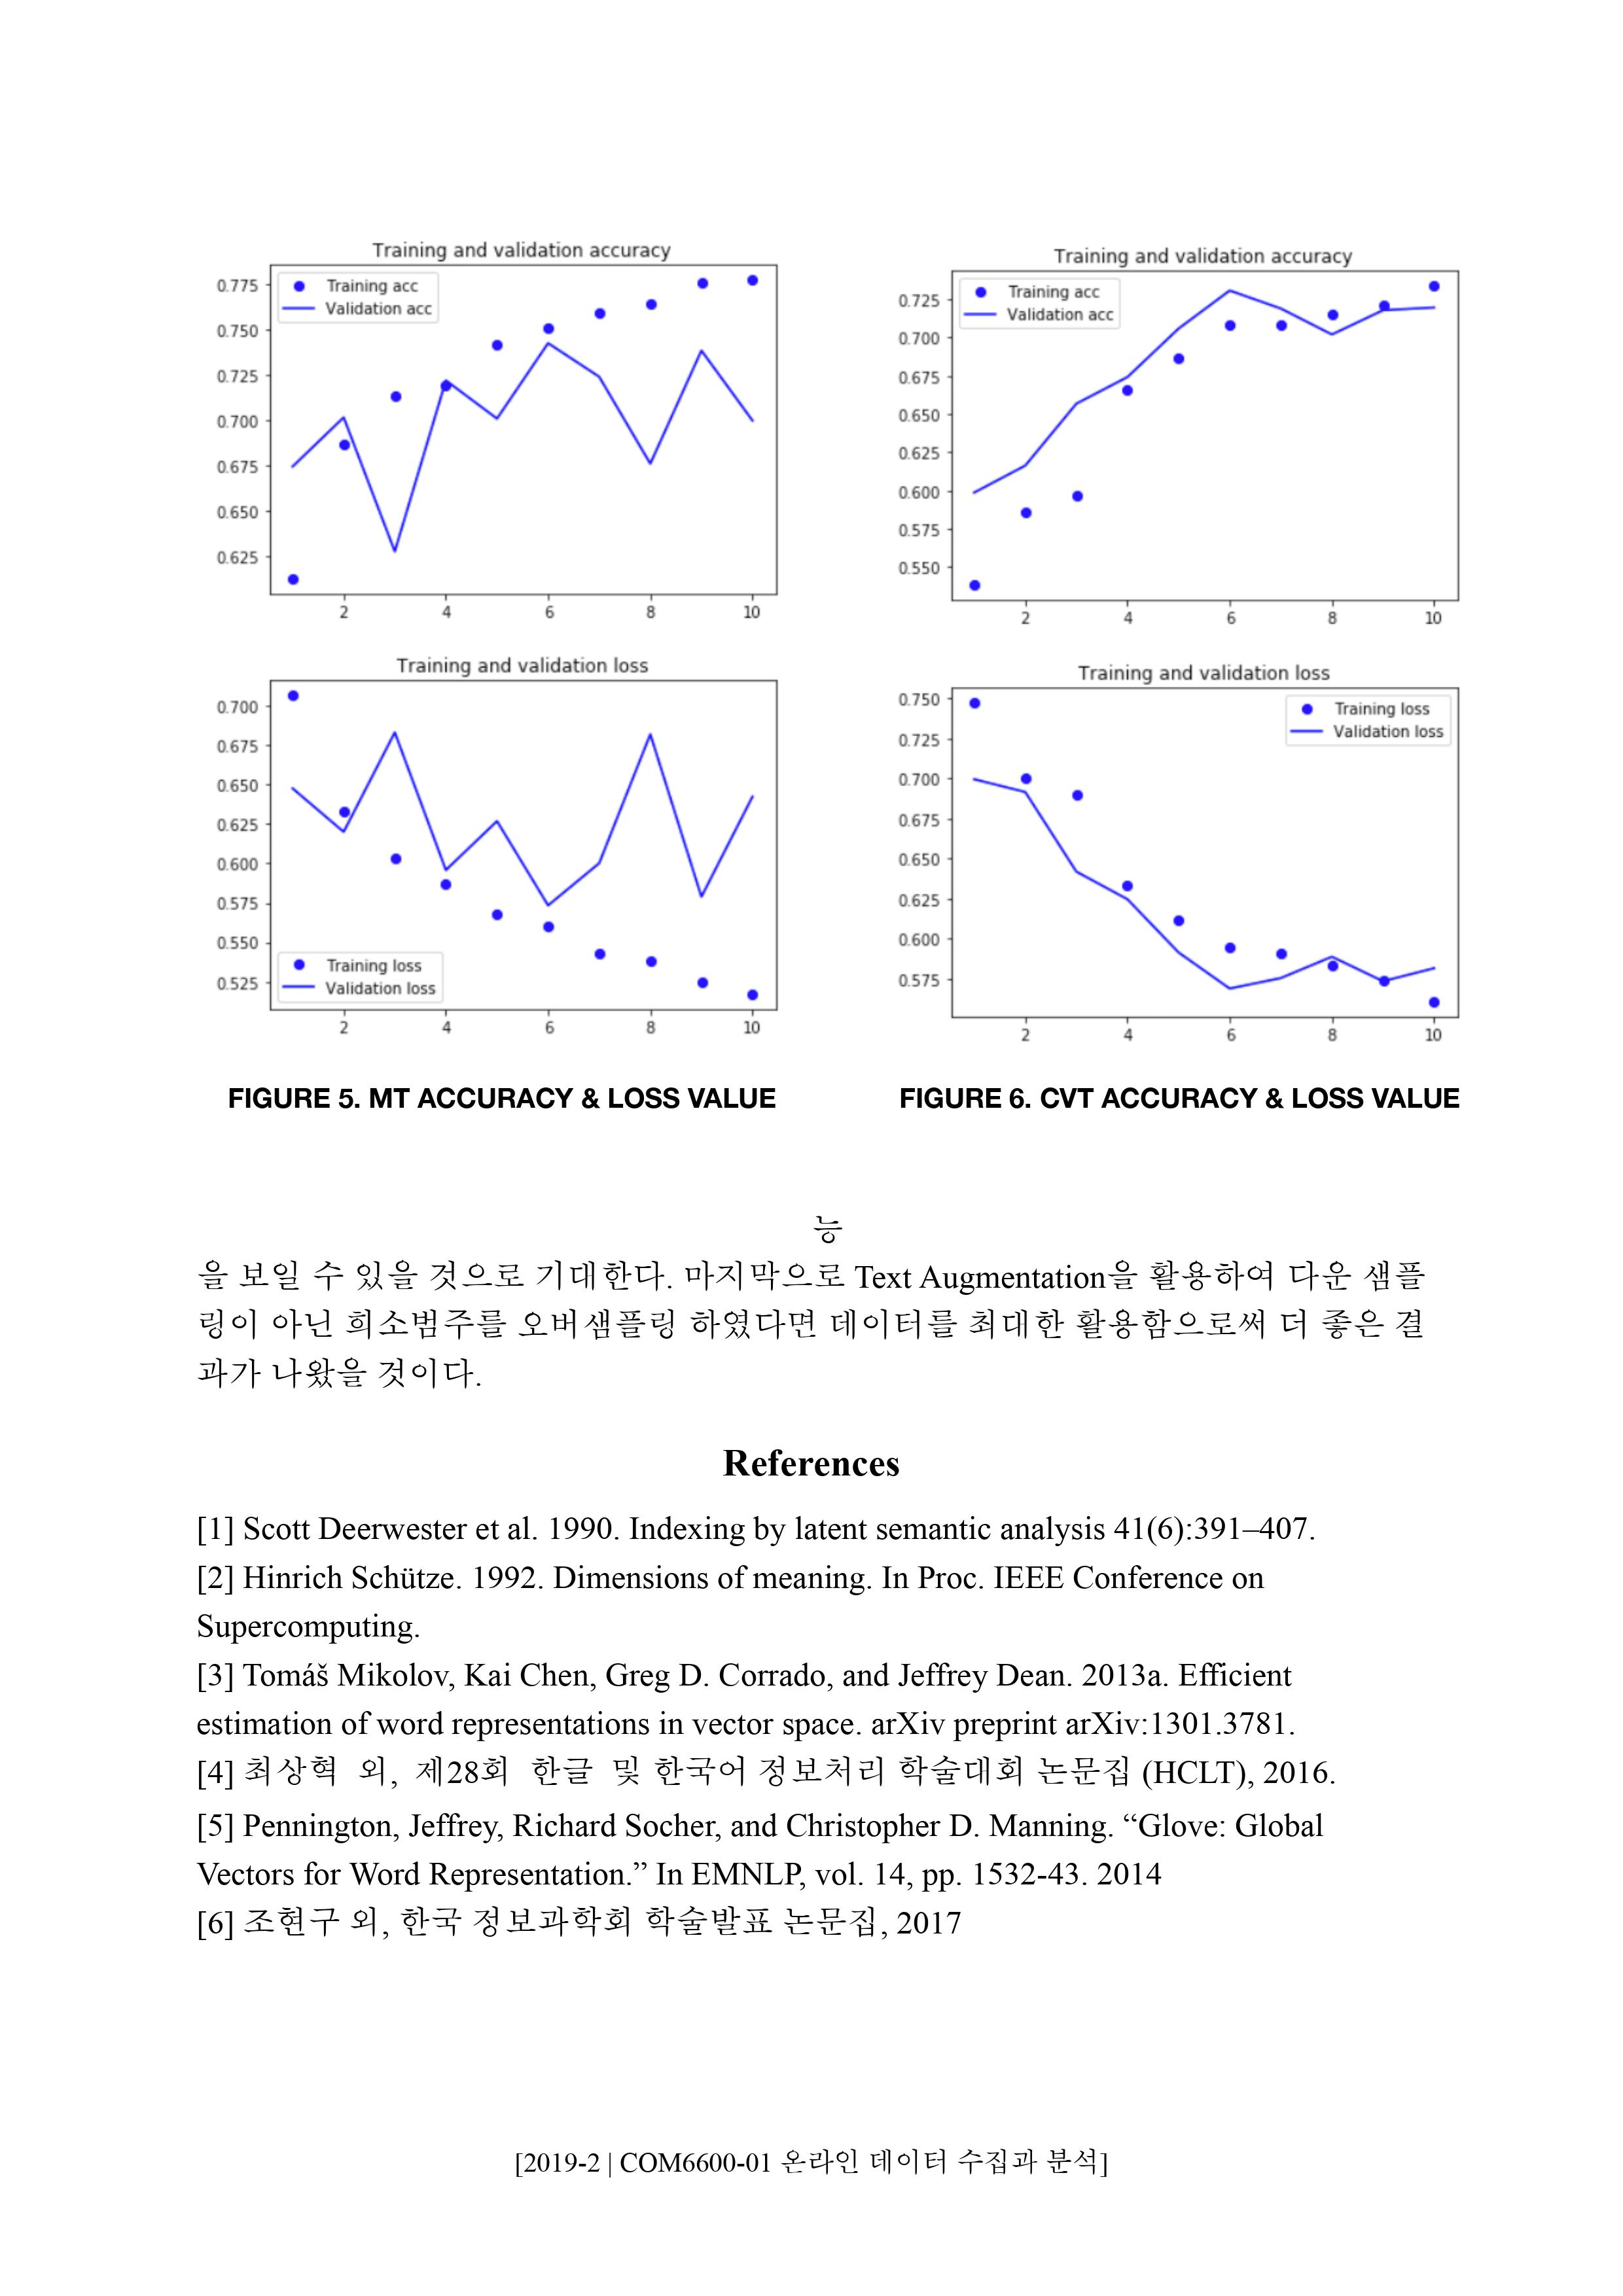 Training and validation accuracy
Training acc
Validation acc
0.775
0.750
0.725
0.700
0.675
0.650
0.625
2 4 6 8 10
Training and validation loss
0.700
0.675
0.650
0.625
0.600
0.575
0.550
0.525
Training loss
Validation loss
2 4 6 8 10
FIGURE 5. MT ACCURACY & LOSS VALUE
Training and validation accuracy
Training acc
Validation acc
0.725
0.700
0.675
0.650
0.625
0.600
0.575
0.550
2 4 6 8 10
Training and validation loss
Training loss
Validation loss
0.750
0.725
0.700
0.675
0.650
0.625
0.600
0.575
2 4 6 8 10
FIGURE 6. CVT ACCURACY & LOSS VALUE
능
을 보일 수 있을 것으로 기대한다. 마지막으로 Text Augmentation을 활용하여 다운 샘플
링이 아닌 희소범주를 오버샘플링 하였다면 데이터를 최대한 활용함으로써 더 좋은 결
과가 나왔을 것이다.
References
[1] Scott Deerwester et al. 1990. Indexing by latent semantic analysis 41(6):391–407.
[2] Hinrich Schütze. 1992. Dimensions of meaning. In Proc. IEEE Conference on
Supercomputing.
[3] Tomáš Mikolov, Kai Chen, Greg D. Corrado, and Jeffrey Dean. 2013a. Efficient
estimation of word representations in vector space. arXiv preprint arXiv:1301.3781.
[4] 최상혁 외, 제28회 한글 및 한국어 정보처리 학술대회 논문집 (HCLT), 2016.
[5] Pennington, Jeffrey, Richard Socher, and Christopher D. Manning. “Glove: Global
Vectors for Word Representation.” In EMNLP, vol. 14, pp. 1532-43. 2014
[6] 조현구 외, 한국 정보과학회 학술발표 논문집, 2017
[2019-2 | COM6600-01 온라인 데이터 수집과 분석]